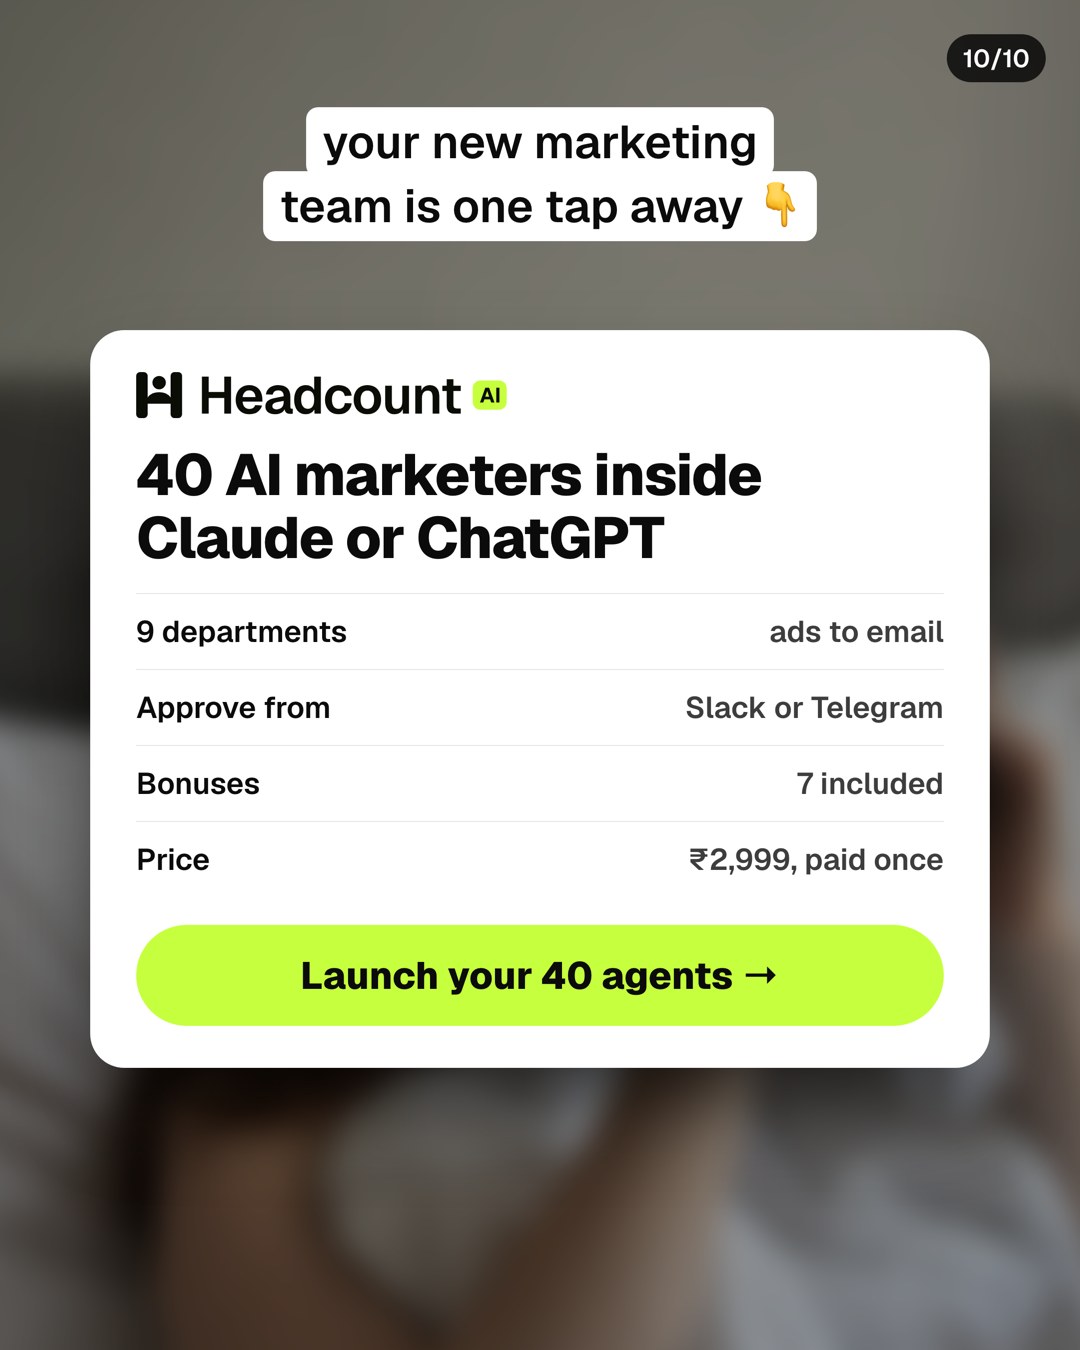 10/10
your new marketing
team is one tap away 👇
Headcount AI
40 AI marketers inside
Claude or ChatGPT
9 departments ads to email
Approve from Slack or Telegram
Bonuses 7 included
Price ₹2,999, paid once
Launch your 40 agents →